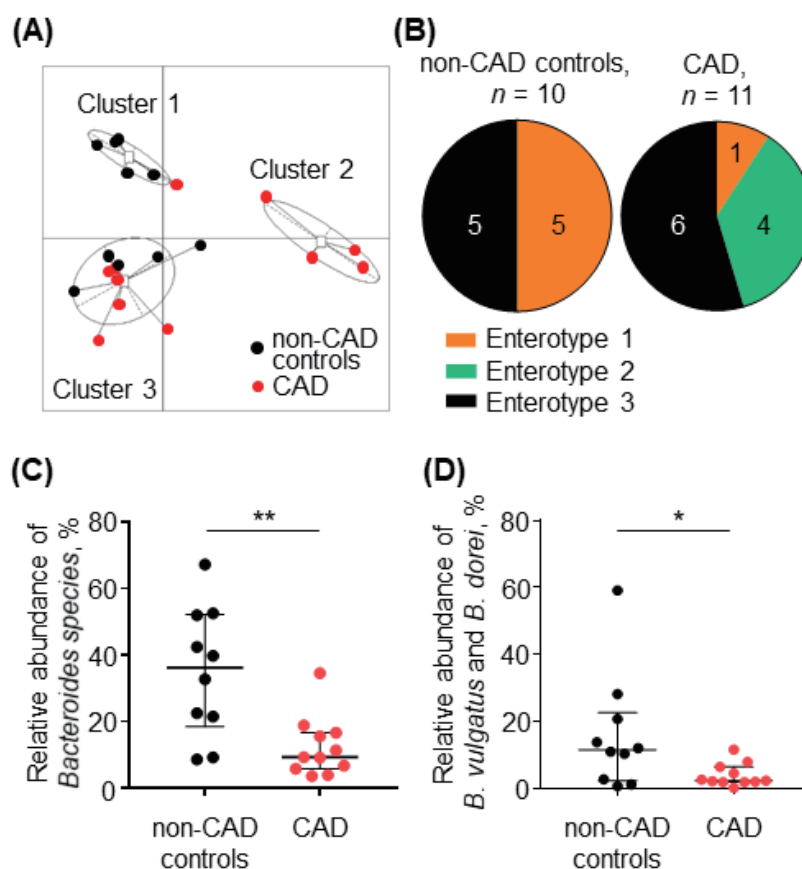 (A)
Cluster 1
Cluster 2
Cluster 3
non-CAD
controls
CAD
(B)
non-CAD controls,
n = 10
CAD,
n = 11
5
5
1
6
4
Enterotype 1
Enterotype 2
Enterotype 3
(C)
Relative abundance of
Bacteroides species, %
80
60
40
20
0
**
non-CAD
controls
CAD
(D)
Relative abundance of
B. vulgatus and B. dorei, %
80
60
40
20
0
*
non-CAD
controls
CAD